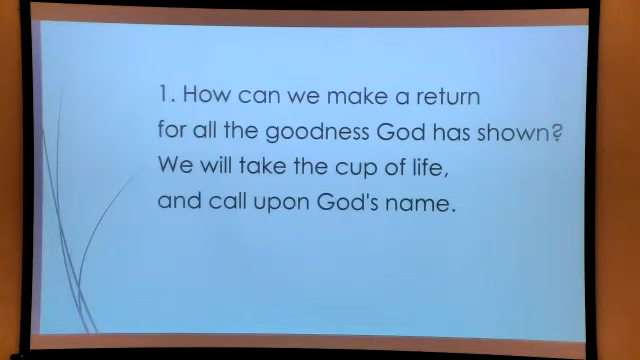 1. How can we make a return
for all the goodness God has shown?
We will take the cup of life,
and call upon God's name.